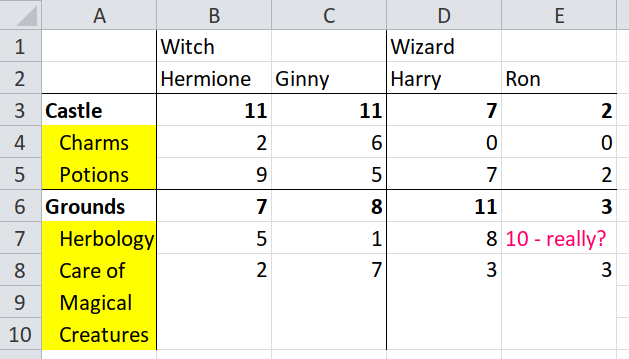 A B C D E
1 Witch Wizard
2 Hermione Ginny Harry Ron
3 Castle 11 11 7 2
4 Charms 2 6 0 0
5 Potions 9 5 7 2
6 Grounds 7 8 11 3
7 Herbology 5 1 8 10 - really?
8 Care of 2 7 3 3
9 Magical
10 Creatures